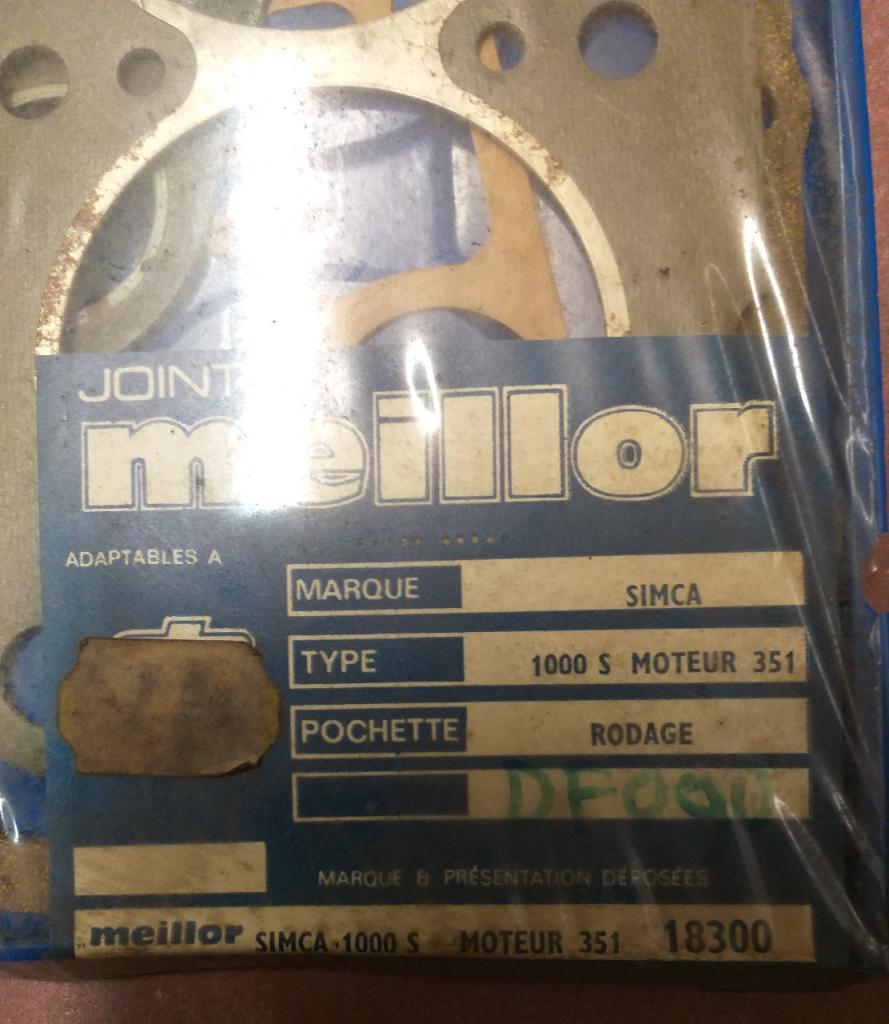 JOINT
meillor
ADAPTABLES A
MARQUE SIMCA
TYPE 1000 S MOTEUR 351
POCHETTE RODAGE
MARQUE & PRÉSENTATION DÉPOSÉES
meillor SIMCA-1000 S MOTEUR 351 18300